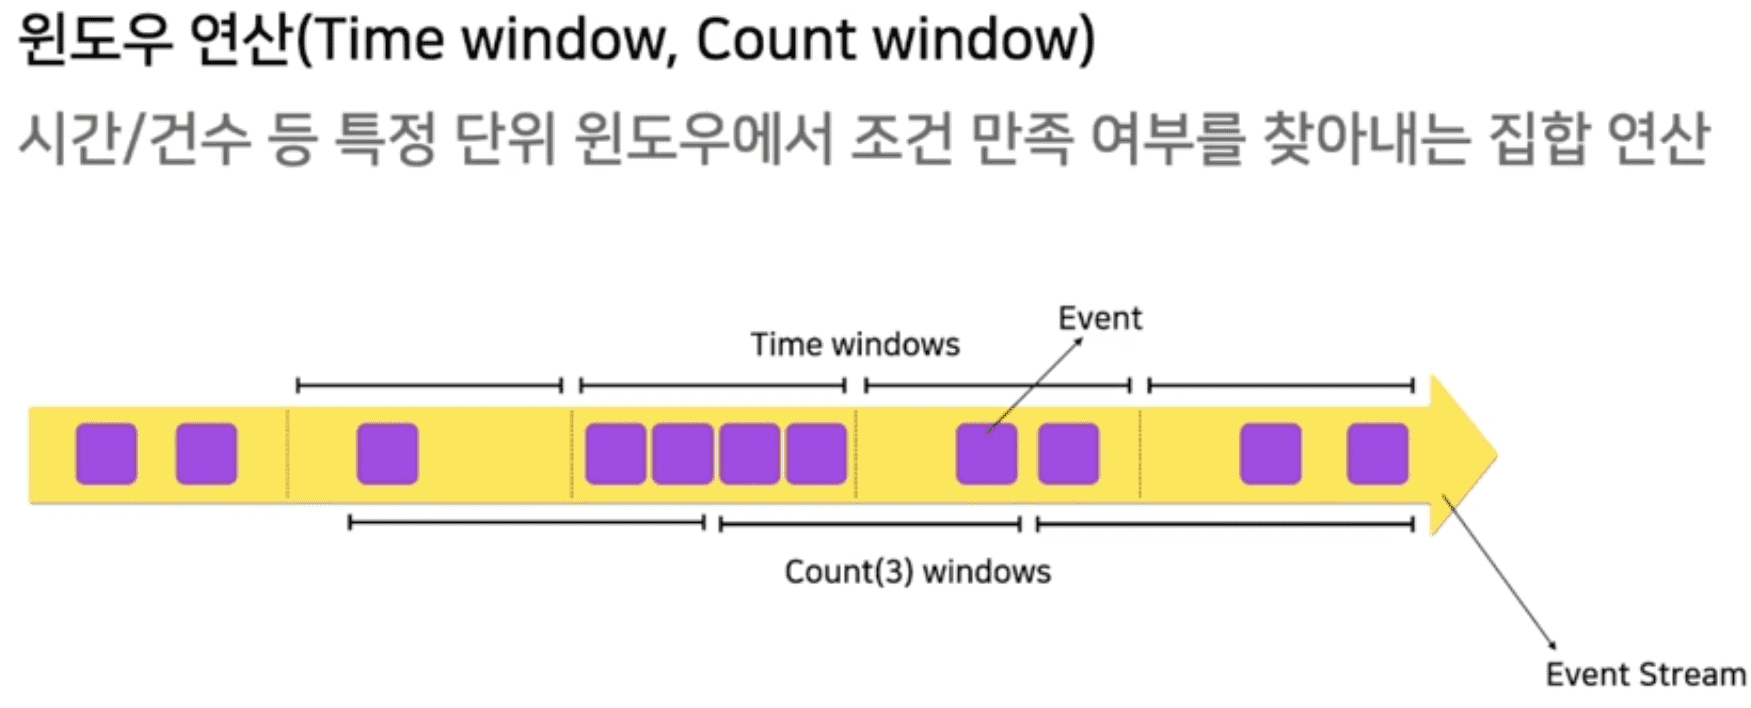 윈도우 연산(Time window, Count window)
시간/건수 등 특정 단위 윈도우에서 조건 만족 여부를 찾아내는 집합 연산
Event
Time windows
Count(3) windows
Event Stream